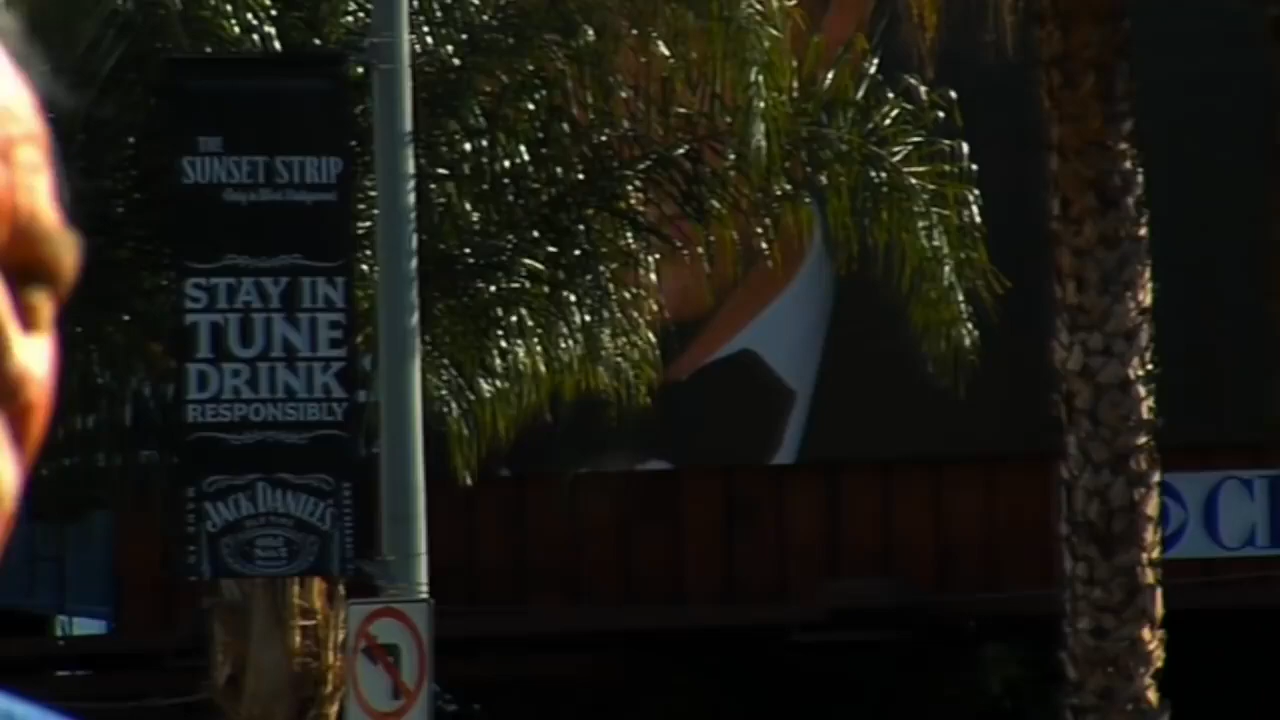 THE
SUNSET STRIP
STAY IN
TUNE
DRINK
RESPONSIBLY
JACK DANIEL'S